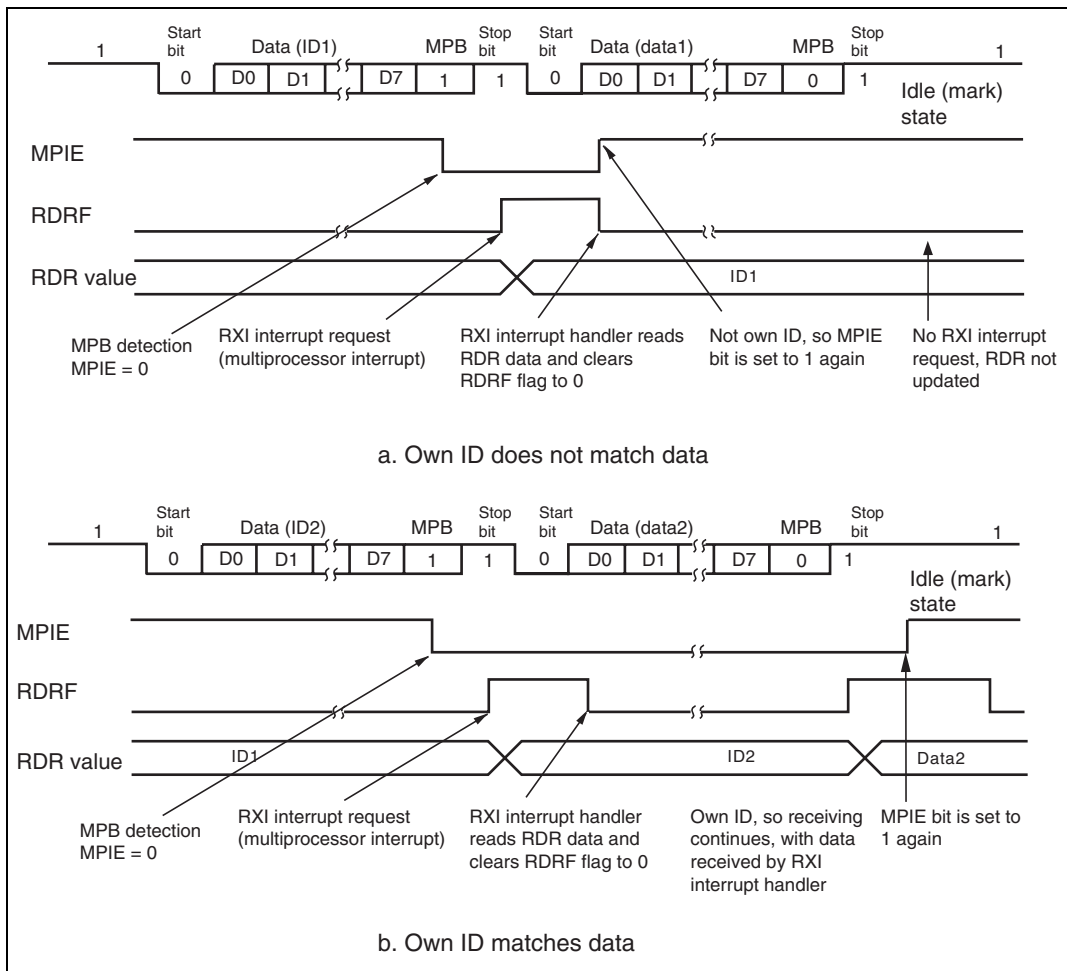 1
Start bit
Data (ID1)
MPB
Stop bit
Start bit
Data (data1)
MPB
Stop bit
1
0 D0 D1 D7 1 1 0 D0 D1 D7 0 1
Idle (mark) state
MPIE
RDRF
RDR value
ID1
MPB detection
MPIE = 0
RXI interrupt request
(multiprocessor interrupt)
RXI interrupt handler reads
RDR data and clears
RDRF flag to 0
Not own ID, so MPIE
bit is set to 1 again
No RXI interrupt
request, RDR not
updated
a. Own ID does not match data
1
Start bit
Data (ID2)
MPB
Stop bit
Start bit
Data (data2)
MPB
Stop bit
1
0 D0 D1 D7 1 1 0 D0 D1 D7 0 1
Idle (mark) state
MPIE
RDRF
RDR value
ID1
ID2
Data2
MPB detection
MPIE = 0
RXI interrupt request
(multiprocessor interrupt)
RXI interrupt handler
reads RDR data and
clears RDRF flag to 0
Own ID, so receiving
continues, with data
received by RXI
interrupt handler
MPIE bit is set to
1 again
b. Own ID matches data